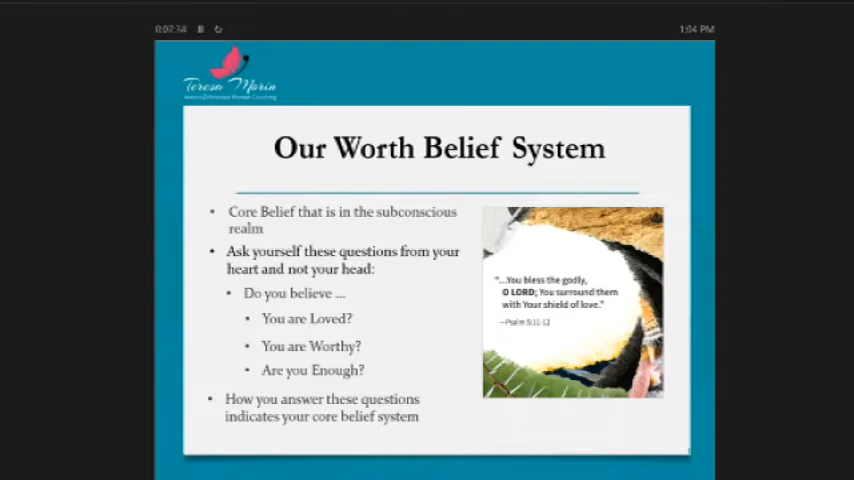 0:07:34
1:04 PM
Teresa Morin
Our Worth Belief System
• Core Belief that is in the subconscious
realm
• Ask yourself these questions from your
heart and not your head:
• Do you believe ...
• You are Loved?
• You are Worthy?
• Are you Enough?
• How you answer these questions
indicates your core belief system
"...You bless the godly,
O LORD; You surround them
with Your shield of love."
—Psalm 5:11-12